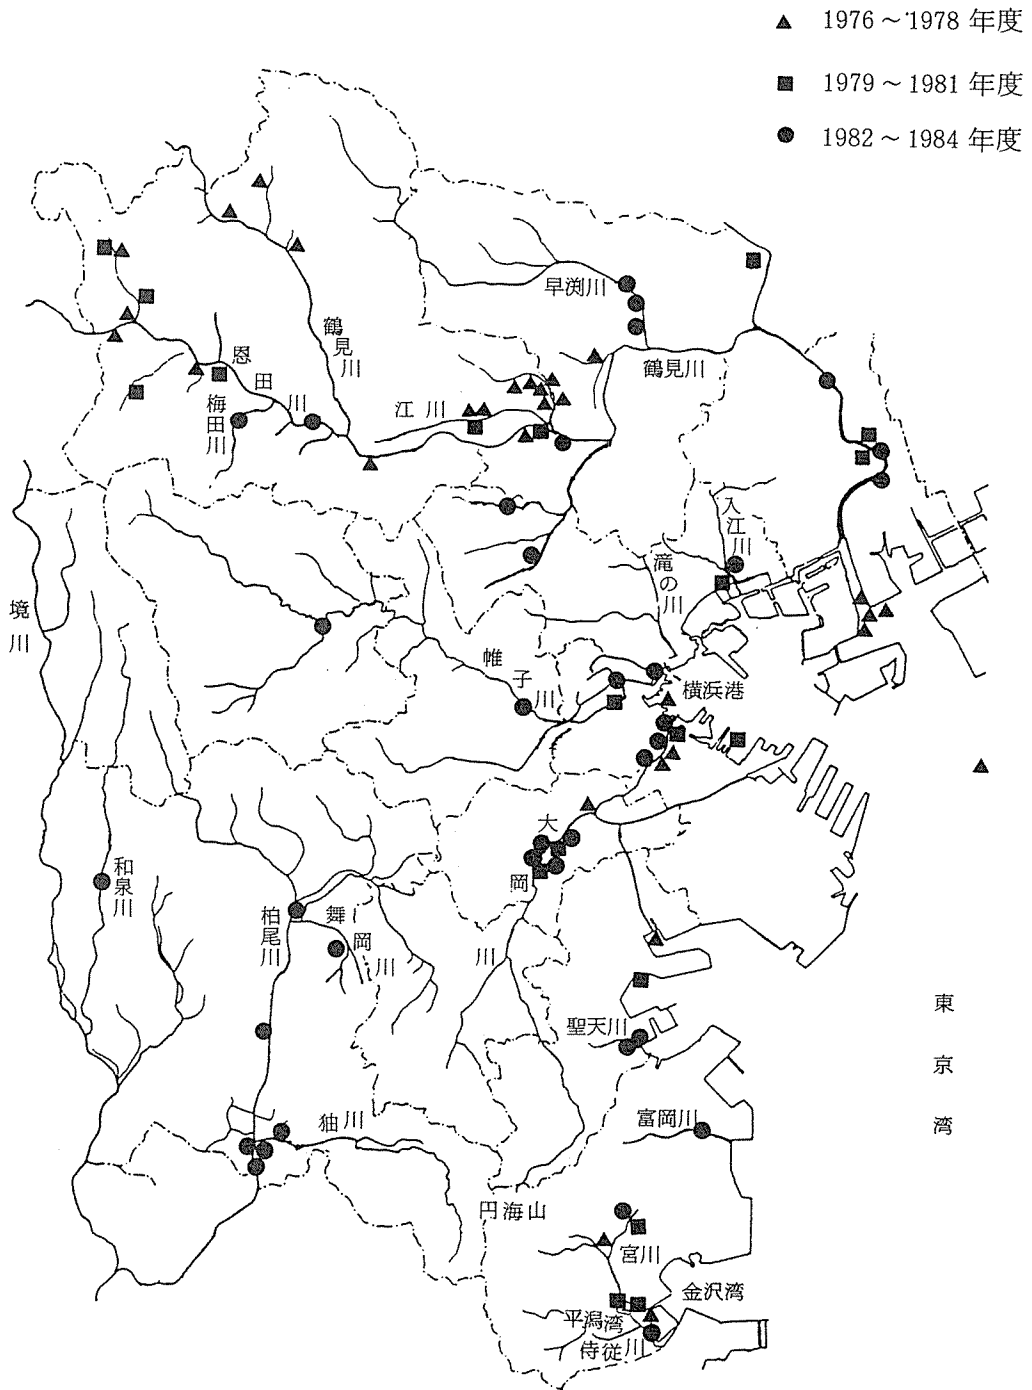 ▲ 1976～1978 年度
■ 1979～1981 年度
● 1982～1984 年度
早渕川
鶴見川
鶴見川
恩田川
江川
梅田川
入江川
滝の川
境川
帷子川
横浜港
大岡川
和泉川
柏尾川
舞岡川
東京湾
聖天川
富岡川
狆川
円海山
宮川
金沢湾
平潟湾
侍従川